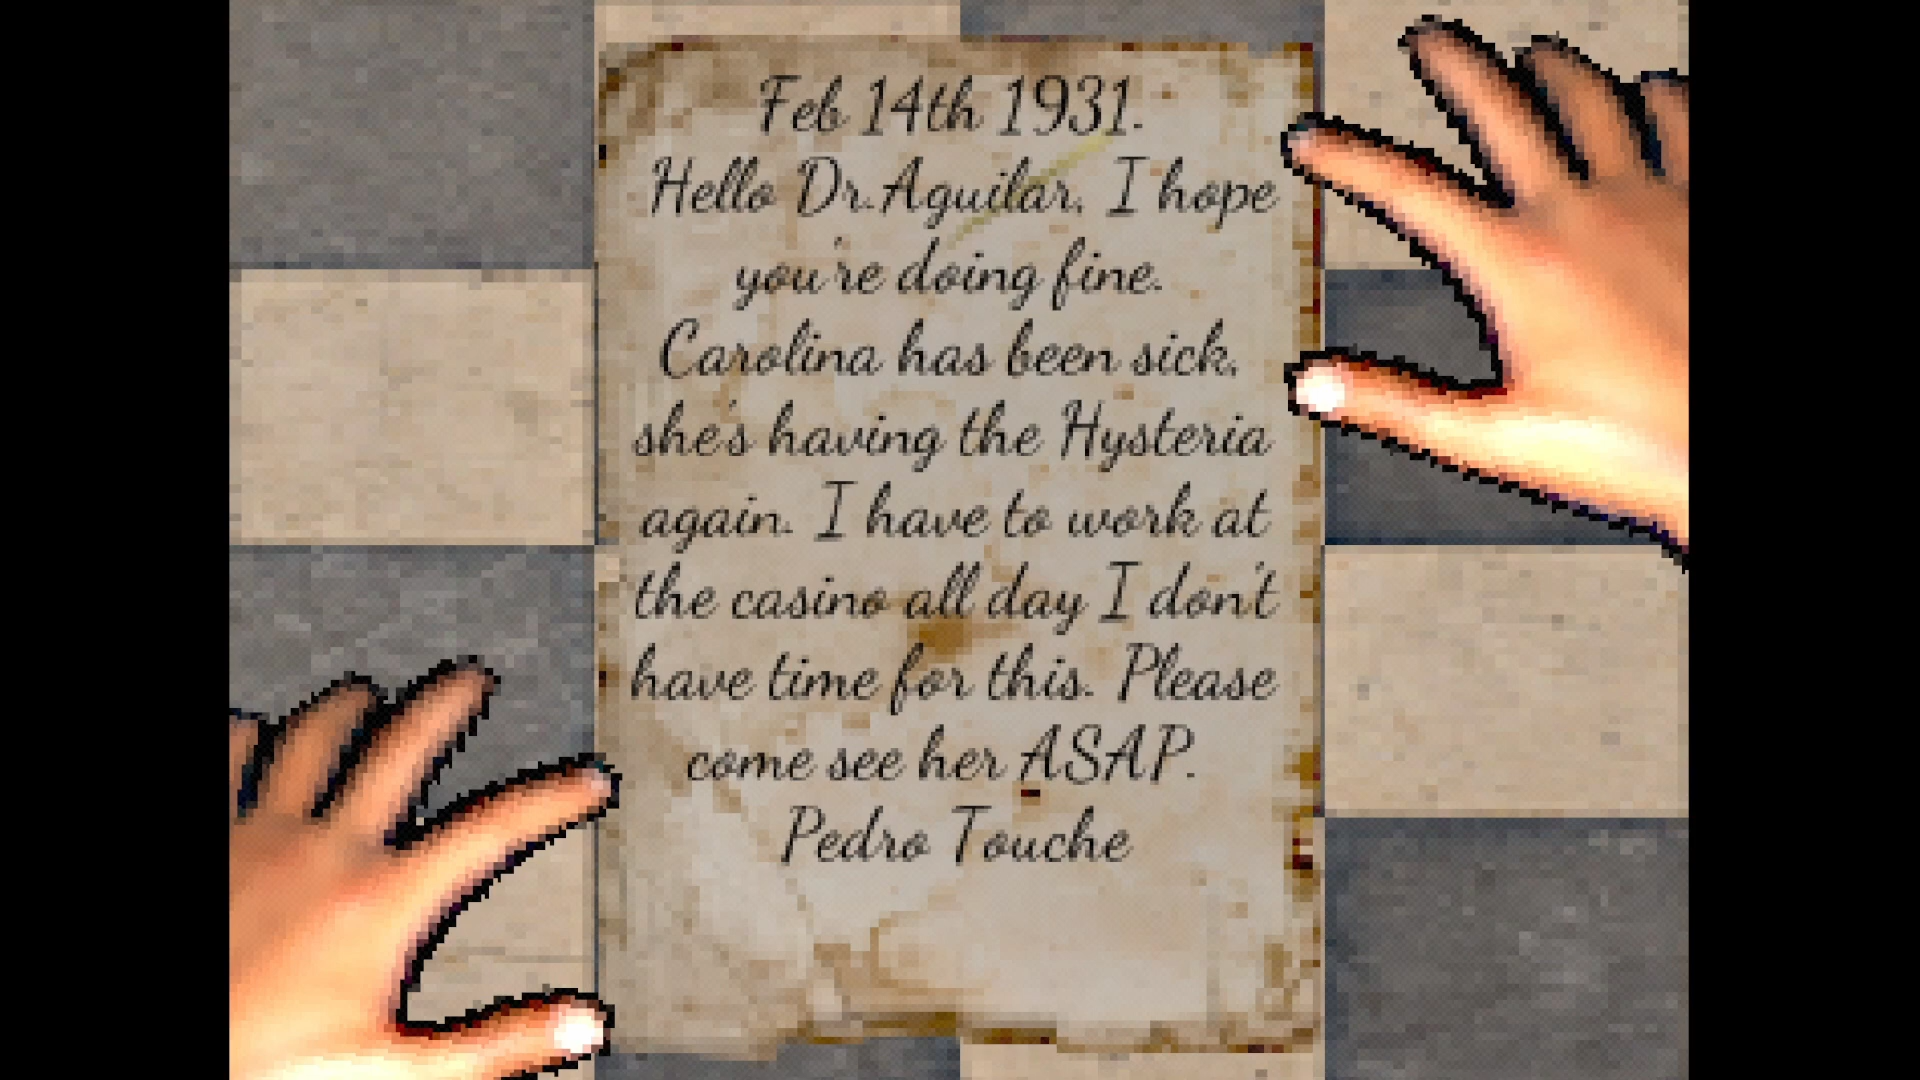 Feb 14th 1931.
Hello Dr.Aguilar, I hope
you're doing fine.
Carolina has been sick,
she's having the Hysteria
again. I have to work at
the casino all day I don't
have time for this. Please
come see her ASAP.
Pedro Touche